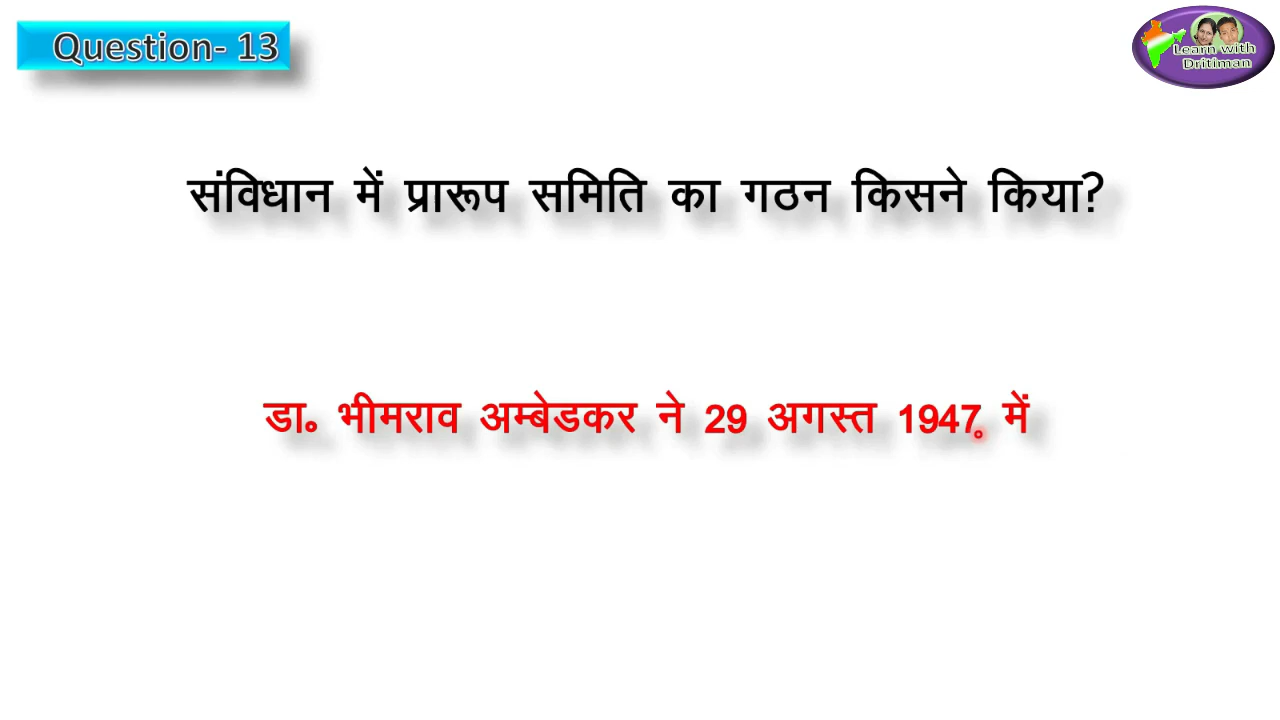 Question- 13
Learn with
Dritiman
संविधान में प्रारूप समिति का गठन किसने किया?
डा॰ भीमराव अम्बेडकर ने 29 अगस्त 1947 में